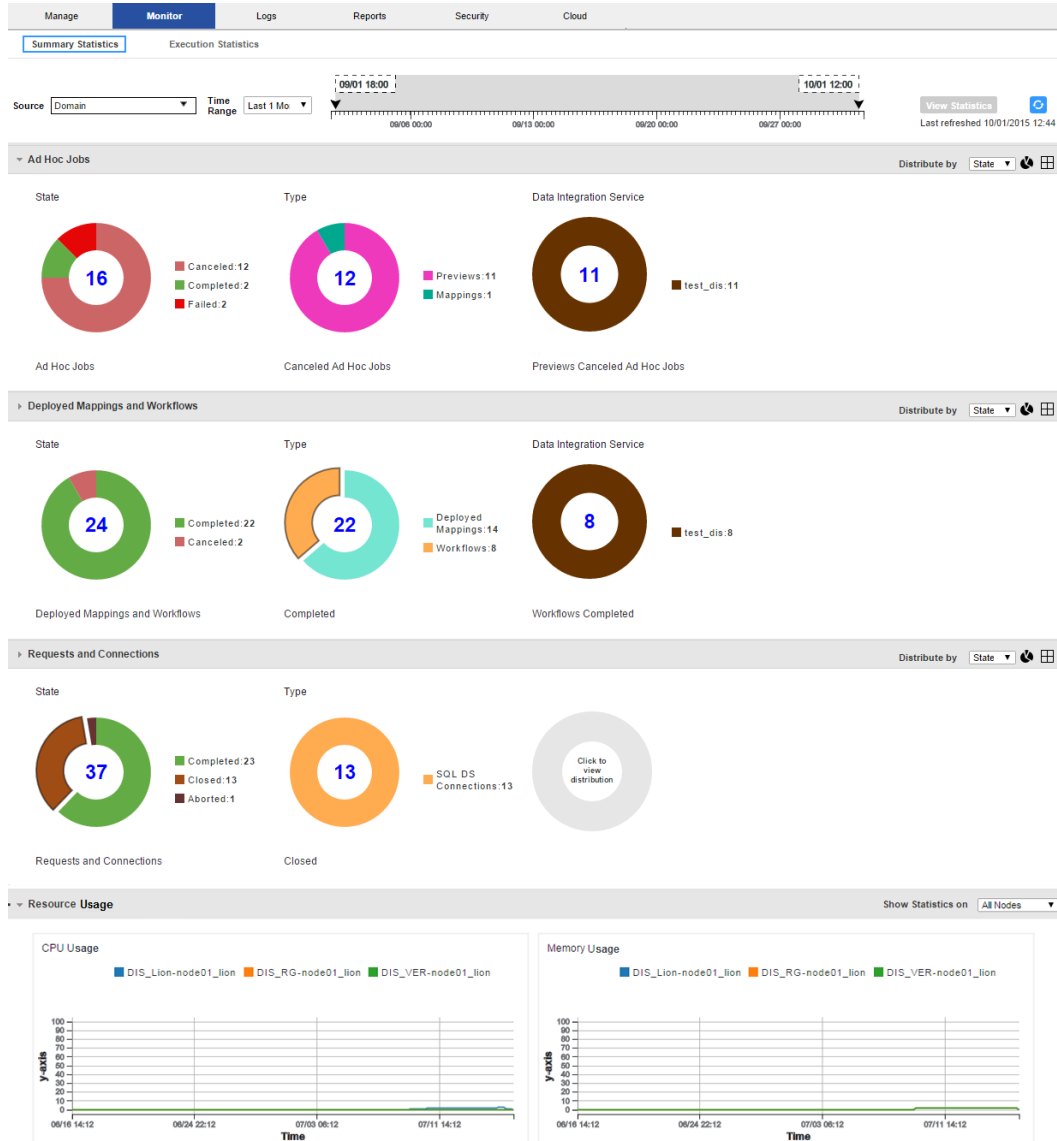 Manage Monitor Logs Reports Security Cloud
Summary Statistics Execution Statistics
09/01 18:00 10/01 12:00
Source Domain Time Range Last 1 Mo View Statistics
09/06 00:00 09/13 00:00 09/20 00:00 09/27 00:00
Last refreshed 10/01/2015 12:44
Ad Hoc Jobs Distribute by State
State Type Data Integration Service
16
Canceled:12
Completed:2
Failed:2
12
Previews:11
Mappings:1
11
test_dis:11
Ad Hoc Jobs Canceled Ad Hoc Jobs Previews Canceled Ad Hoc Jobs
Deployed Mappings and Workflows Distribute by State
State Type Data Integration Service
24
Completed:22
Canceled:2
22
Deployed
Mappings:14
Workflows:8
8
test_dis:8
Deployed Mappings and Workflows Completed Workflows Completed
Requests and Connections Distribute by State
State Type
37
Completed:23
Closed:13
Aborted:1
13
SQL DS
Connections:13
Click to
view
distribution
Requests and Connections Closed
Resource Usage Show Statistics on All Nodes
CPU Usage
DIS_Lion-node01_lion DIS_RG-node01_lion DIS_VER-node01_lion
100
90
80
70
60
50
40
30
20
10
0
y-axis
06/16 14:12 06/24 22:12 07/03 06:12 07/11 14:12
Time
Memory Usage
DIS_Lion-node01_lion DIS_RG-node01_lion DIS_VER-node01_lion
100
90
80
70
60
50
40
30
20
10
0
y-axis
06/16 14:12 06/24 22:12 07/03 06:12 07/11 14:12
Time